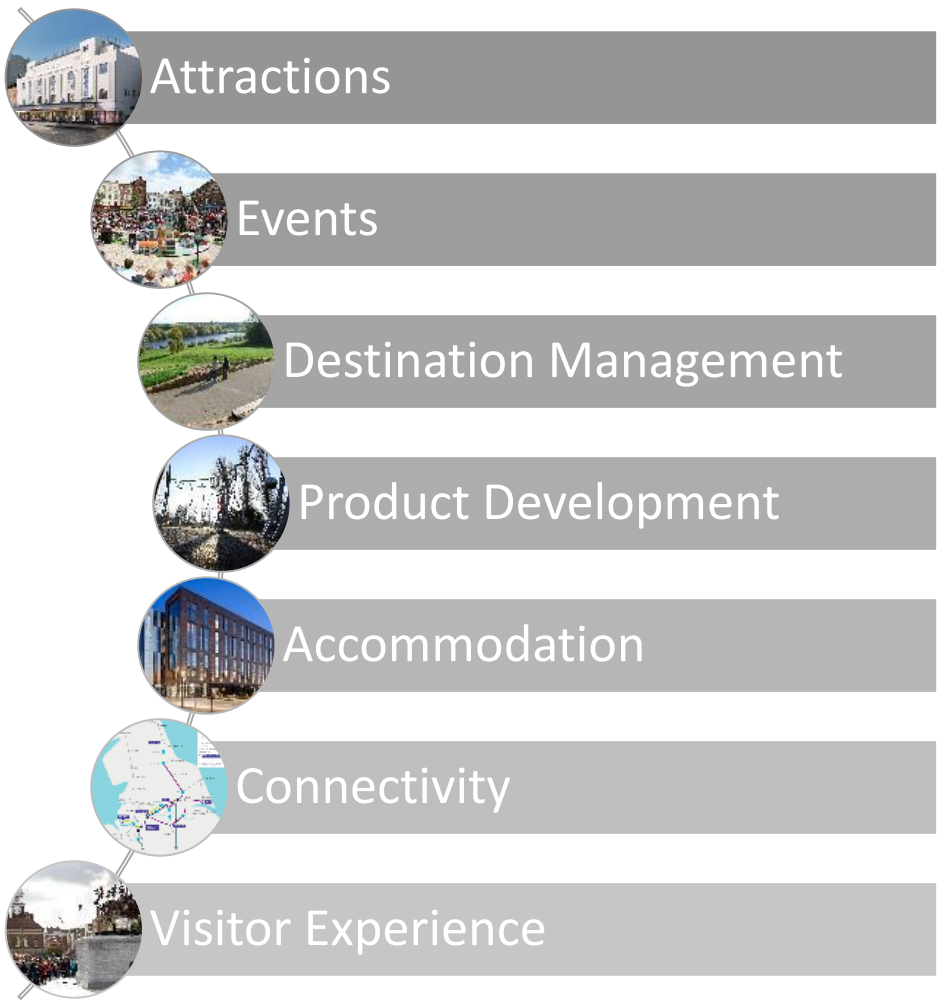 Attractions
Events
Destination Management
Product Development
Accommodation
Connectivity
Visitor Experience